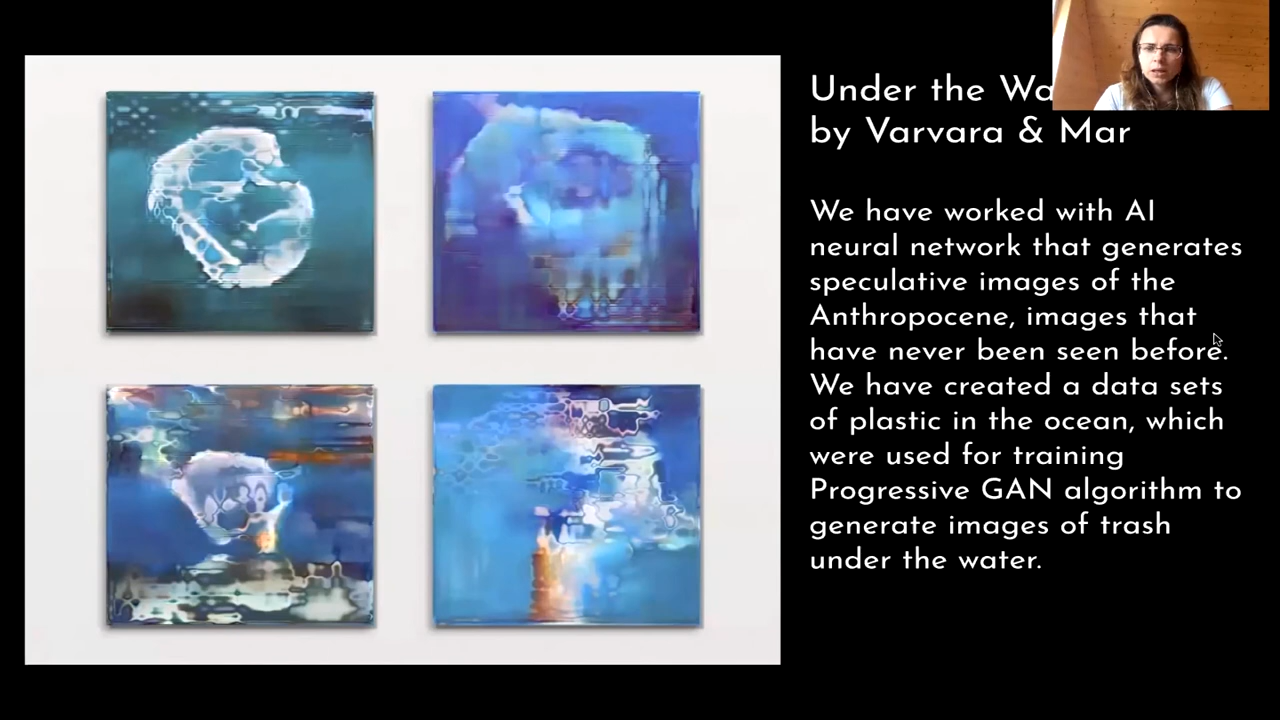 Under the
by Varvara & Mar
We have worked with AI
neural network that generates
speculative images of the
Anthropocene, images that
have never been seen before.
We have created a data sets
of plastic in the ocean, which
were used for training
Progressive GAN algorithm to
generate images of trash
under the water.